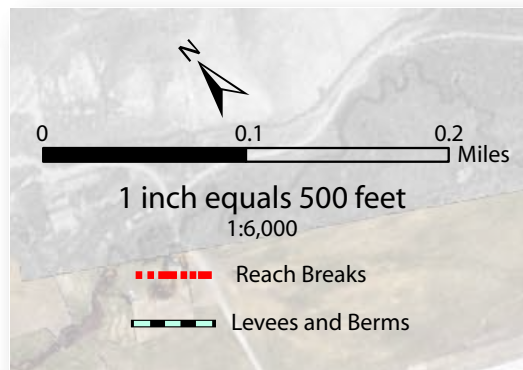 N
0 0.1 0.2
Miles
1 inch equals 500 feet
1:6,000
Reach Breaks
Levees and Berms